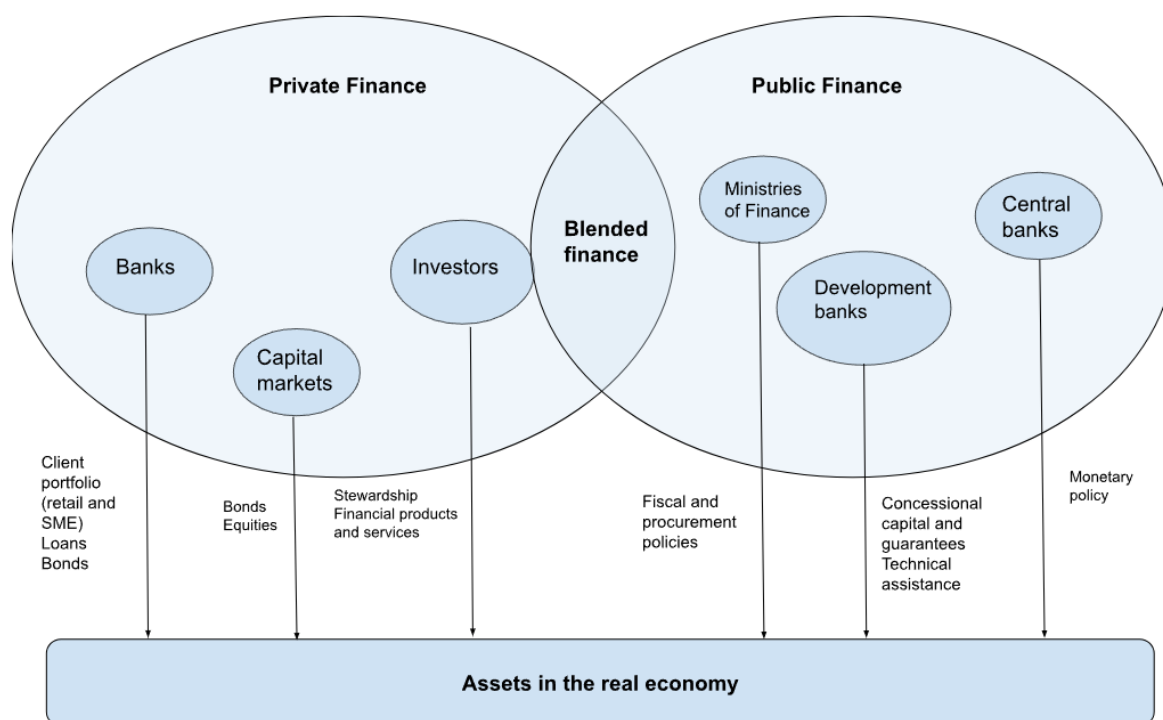 Private Finance
Public Finance
Banks
Capital
markets
Investors
Blended
finance
Ministries
of Finance
Development
banks
Central
banks
Client
portfolio
(retail and
SME)
Loans
Bonds
Bonds
Equities
Stewardship
Financial products
and services
Fiscal and
procurement
policies
Concessional
capital and
guarantees
Technical
assistance
Monetary
policy
Assets in the real economy